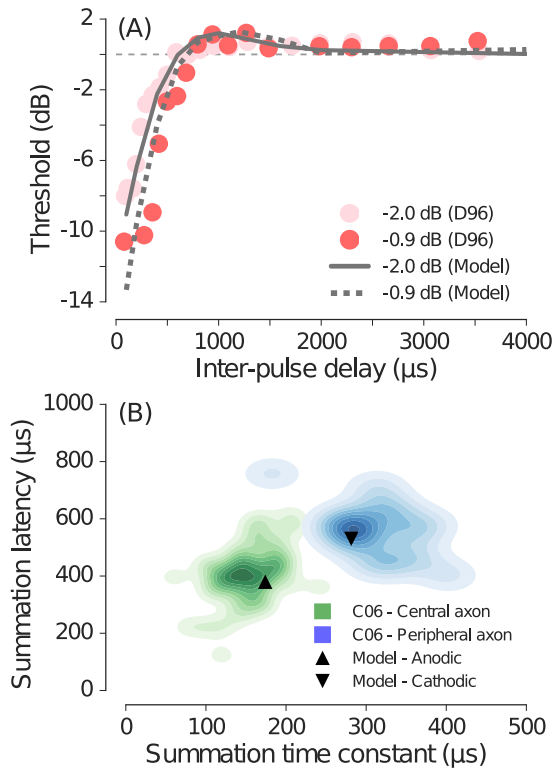 (A)
2
-2
-6
-10
-14
Threshold (dB)
-2.0 dB (D96)
-0.9 dB (D96)
-2.0 dB (Model)
-0.9 dB (Model)
0 1000 2000 3000 4000
Inter-pulse delay (µs)
(B)
1000
800
600
400
200
0
Summation latency (µs)
C06 - Central axon
C06 - Peripheral axon
Model - Anodic
Model - Cathodic
0 100 200 300 400 500
Summation time constant (µs)